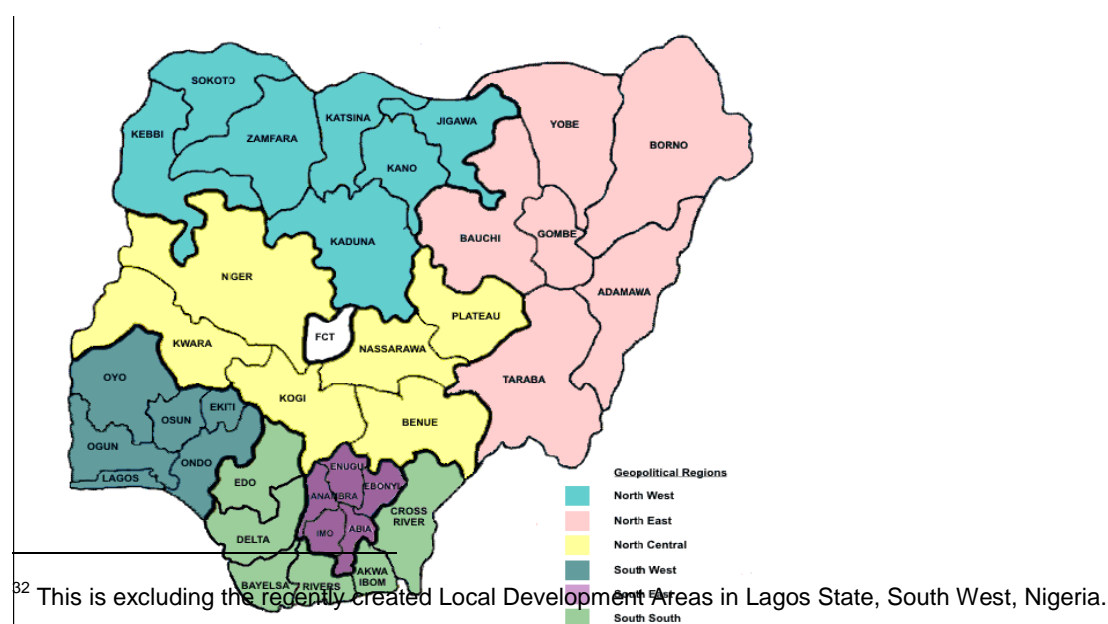 SOKOTO
KEBBI
ZAMFARA
KATSINA
JIGAWA
KANO
YOBE
BORNO
KADUNA
BAUCHI
GOMBE
NIGER
ADAMAWA
PLATEAU
FCT
KWARA
NASSARAWA
TARABA
OYO
KOGI
EKITI
OSUN
BENUE
OGUN
ONDO
LAGOS
EDO
ENUGU
EBONYI
ANAMBRA
CROSS
RIVER
IMO
ABIA
DELTA
AKWA
IBOM
BAYELSA
RIVERS
Geopolitical Regions
North West
North East
North Central
South West
South East
South South
32 This is excluding the recently created Local Development Areas in Lagos State, South West, Nigeria.